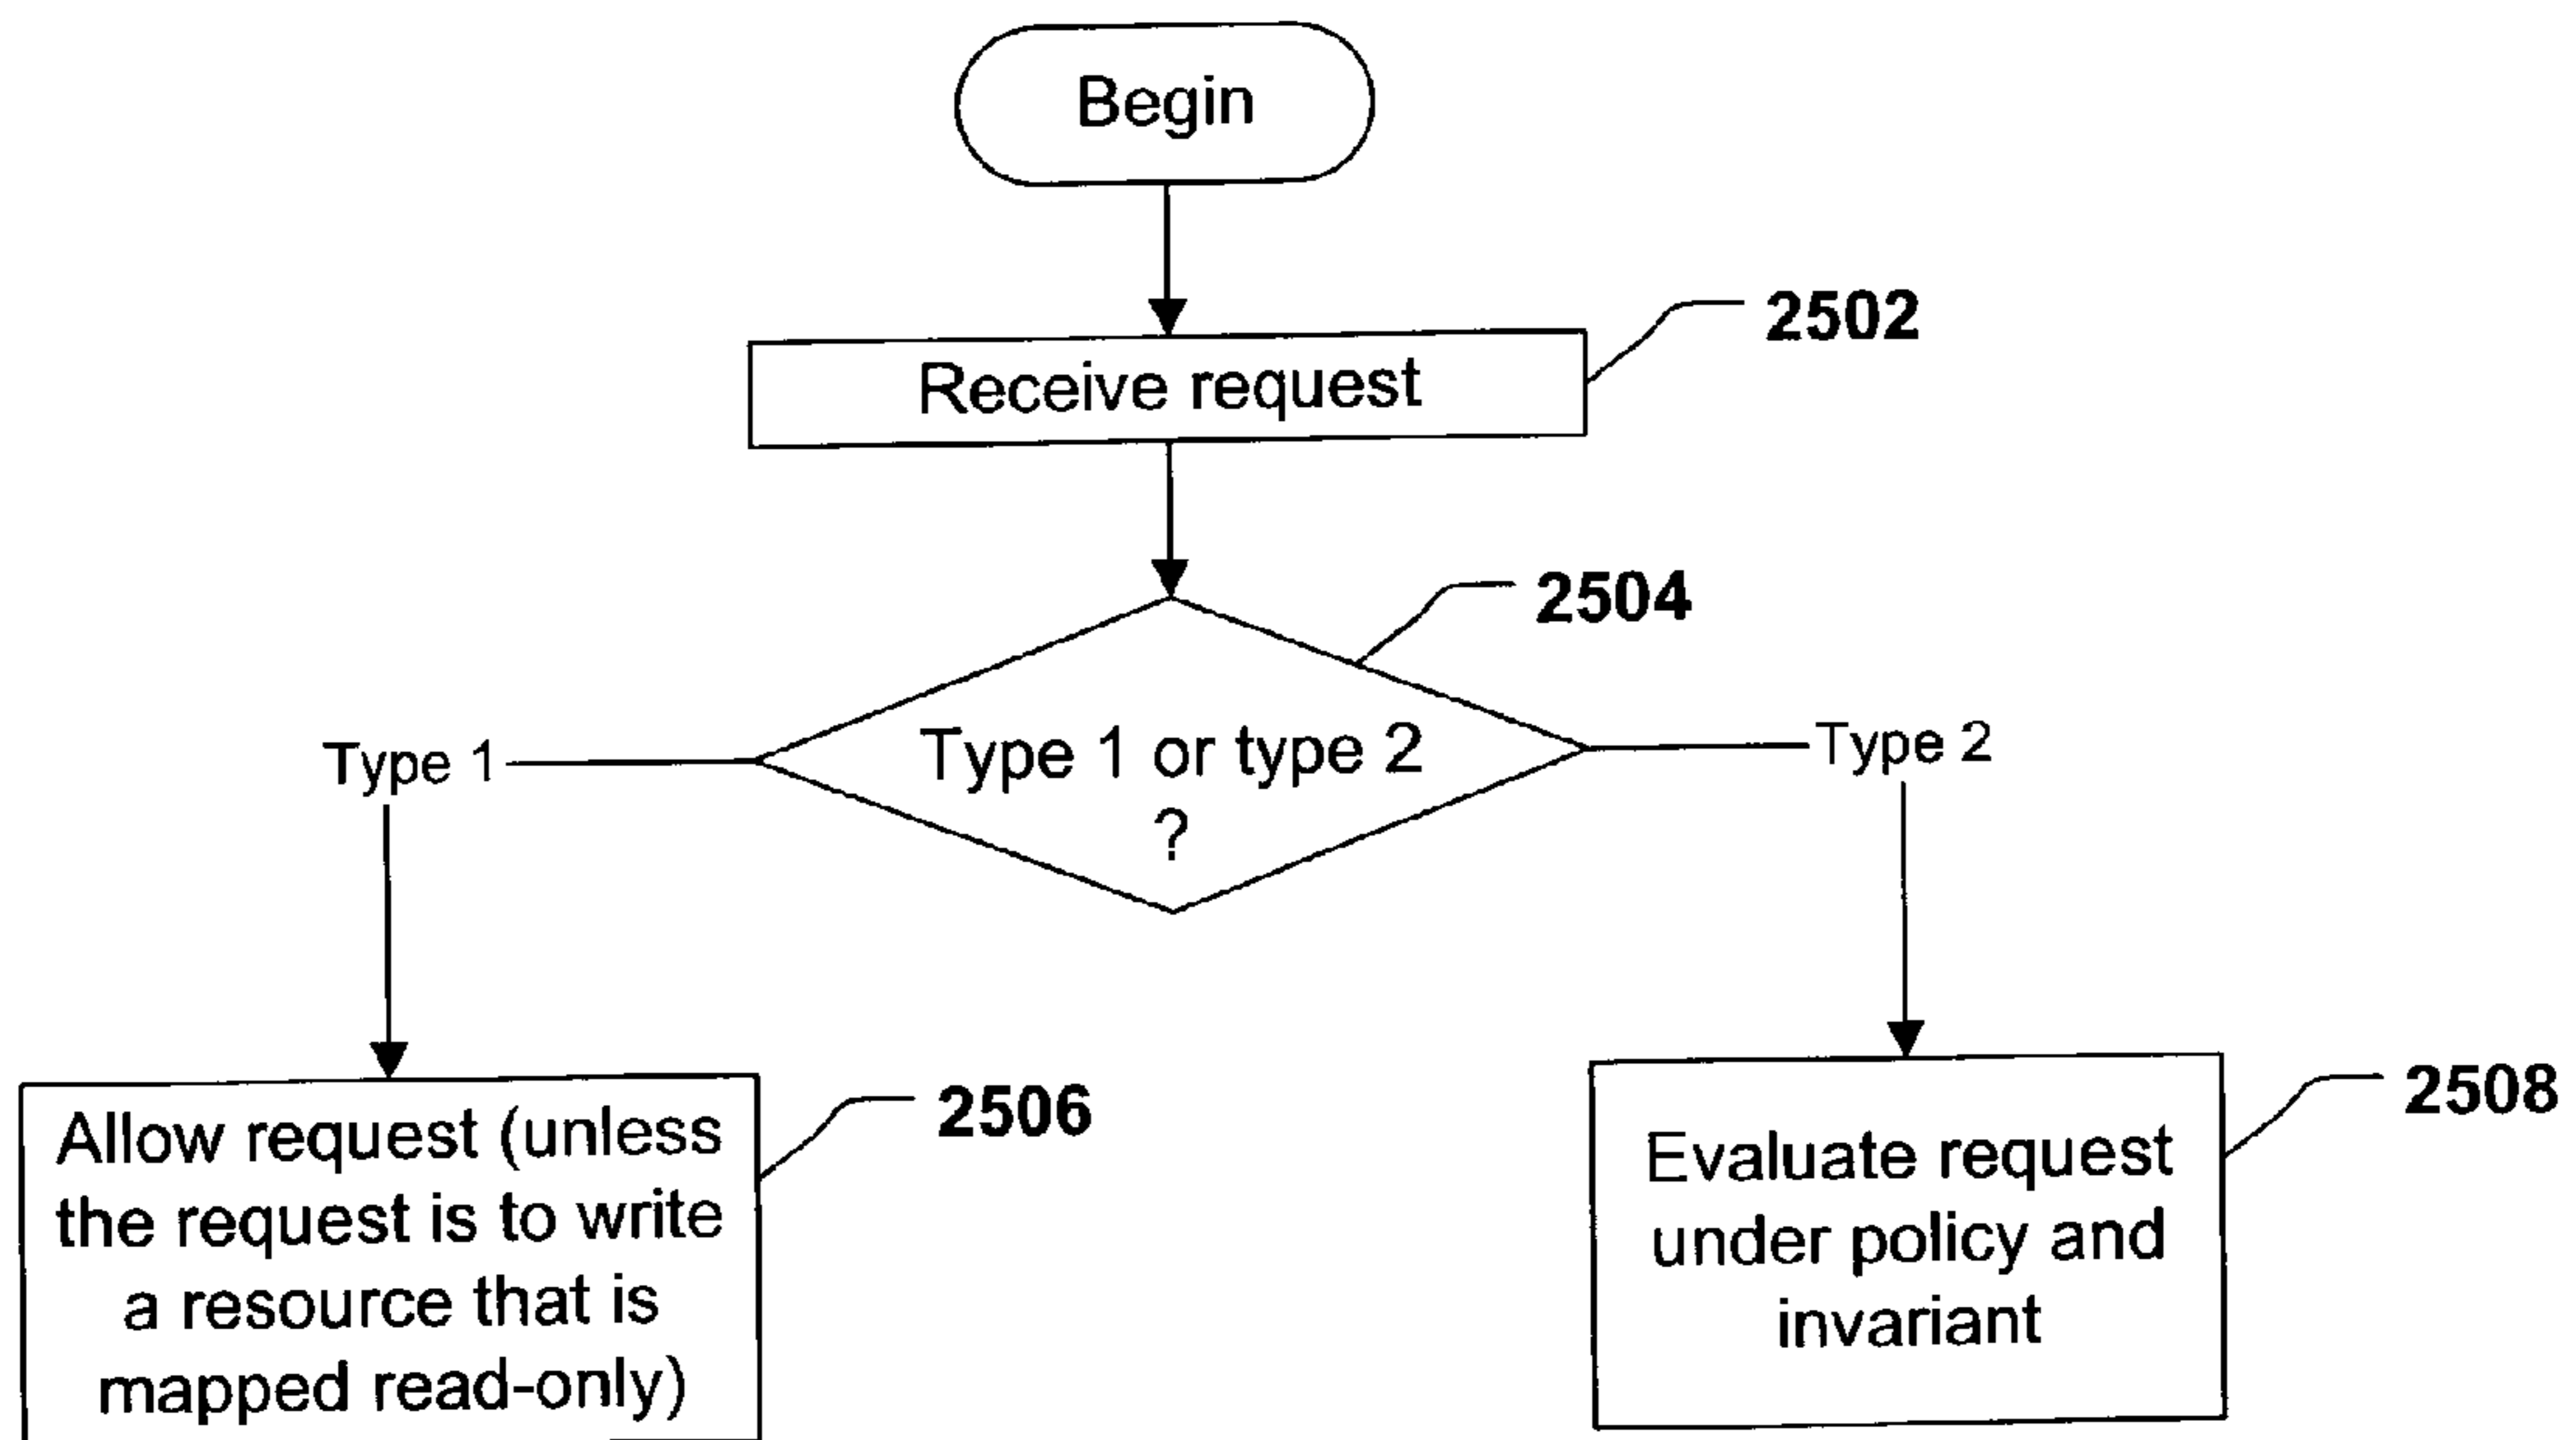 Begin
Receive request
2502
2504
Type 1 or type 2
?
Type 1
Type 2
Allow request (unless
the request is to write
a resource that is
mapped read-only)
2506
Evaluate request
under policy and
invariant
2508